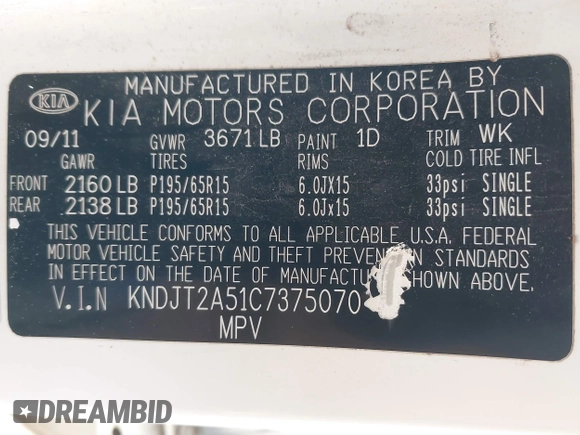 MANUFACTURED IN KOREA BY
KIA KIA MOTORS CORPORATION
09/11 GVWR 3671 LB PAINT 1D TRIM WK
GAWR TIRES RIMS COLD TIRE INFL
FRONT 2160 LB P195/65R15 6.0JX15 33psi SINGLE
REAR 2138 LB P195/65R15 6.0Jx15 33psi SINGLE
THIS VEHICLE CONFORMS TO ALL APPLICABLE U.S.A. FEDERAL
MOTOR VEHICLE SAFETY AND THEFT STANDARDS
IN EFFECT ON THE DATE OF SHOWN ABOVE.
V.I.N KNDJT2A51C7375070
MPV
DREAMBID